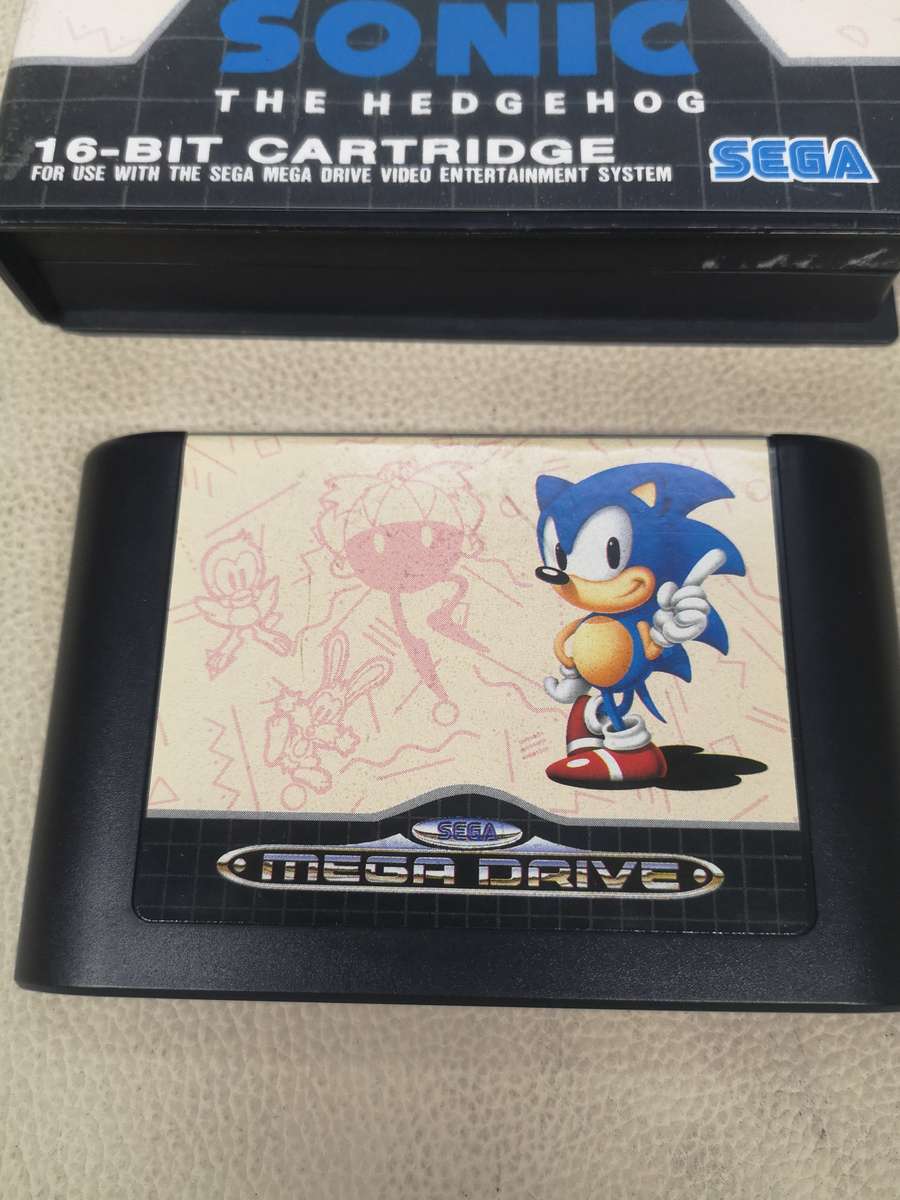 SONIC
THE HEDGEHOG
16-BIT CARTRIDGE
FOR USE WITH THE SEGA MEGA DRIVE VIDEO ENTERTAINMENT SYSTEM
SEGA
SEGA
MEGA DRIVE